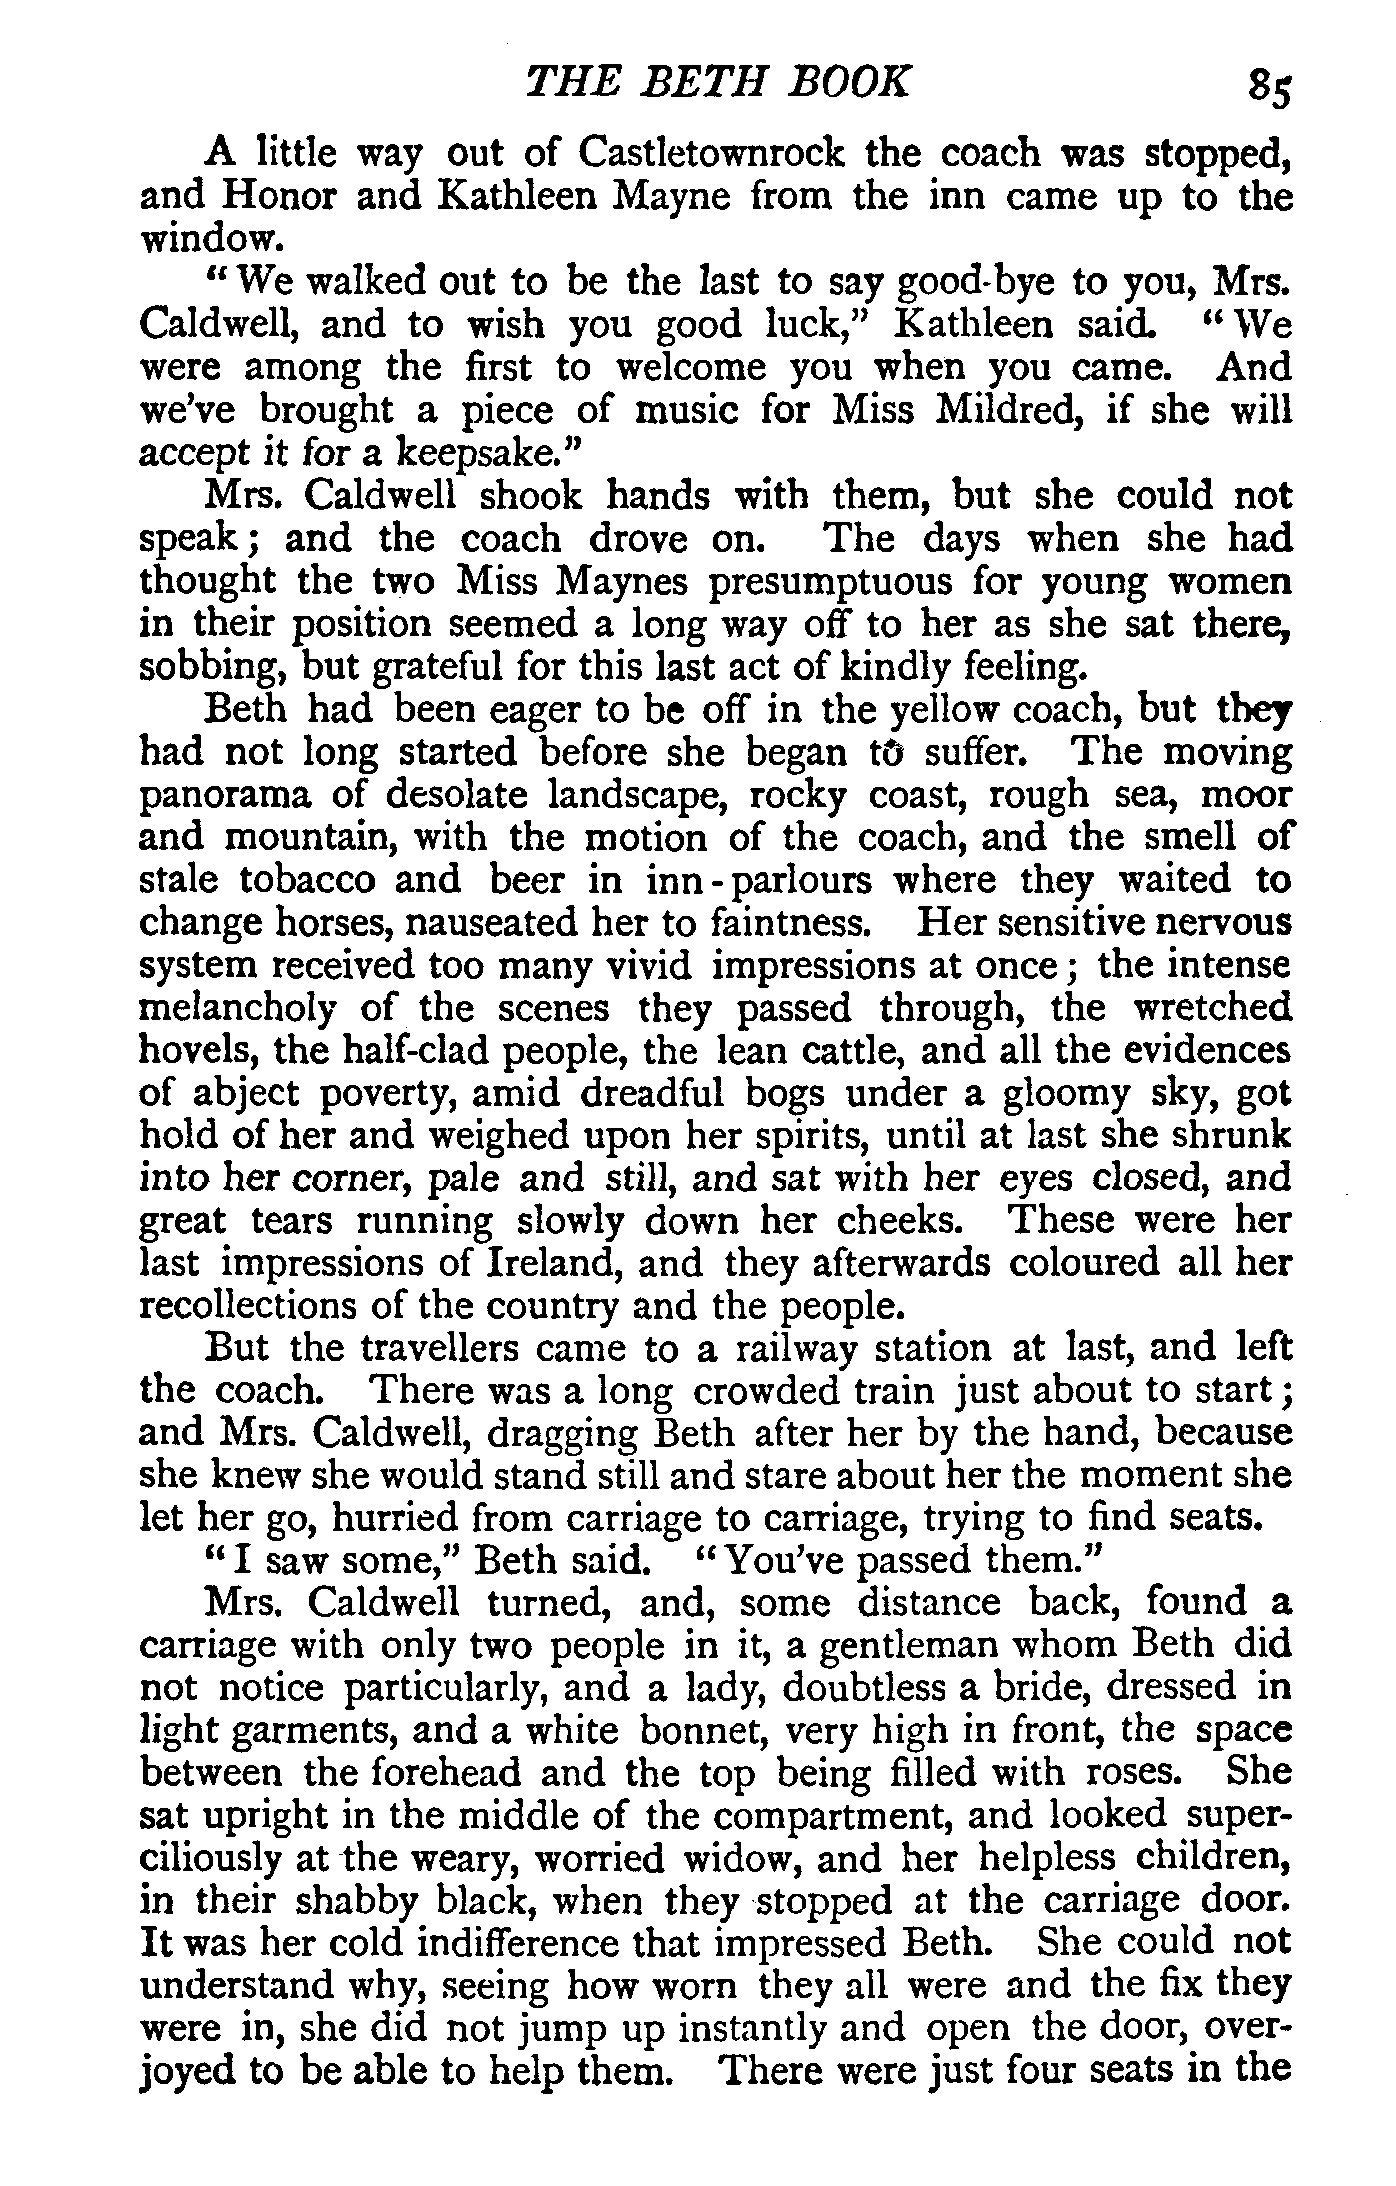 THE BETH BOOK 85
A little way out of Castletownrock the coach was stopped,
and Honor and Kathleen Mayne from the inn came up to the
window.
“We walked out to be the last to say good-bye to you, Mrs.
Caldwell, and to wish you good luck,” Kathleen said. “We
were among the first to welcome you when you came. And
we've brought a piece of music for Miss Mildred, if she will
accept it for a keepsake.”
Mrs. Caldwell shook hands with them, but she could not
speak; and the coach drove on. The days when she had
thought the two Miss Maynes presumptuous for young women
in their position seemed a long way off to her as she sat there,
sobbing, but grateful for this last act of kindly feeling.
Beth had been eager to be off in the yellow coach, but they
had not long started before she began to suffer. The moving
panorama of desolate landscape, rocky coast, rough sea, moor
and mountain, with the motion of the coach, and the smell of
stale tobacco and beer in inn-parlours where they waited to
change horses, nauseated her to faintness. Her sensitive nervous
system received too many vivid impressions at once; the intense
melancholy of the scenes they passed through, the wretched
hovels, the half-clad people, the lean cattle, and all the evidences
of abject poverty, amid dreadful bogs under a gloomy sky, got
hold of her and weighed upon her spirits, until at last she shrunk
into her corner, pale and still, and sat with her eyes closed, and
great tears running slowly down her cheeks. These were her
last impressions of Ireland, and they afterwards coloured all her
recollections of the country and the people.
But the travellers came to a railway station at last, and left
the coach. There was a long crowded train just about to start;
and Mrs. Caldwell, dragging Beth after her by the hand, because
she knew she would stand still and stare about her the moment she
let her go, hurried from carriage to carriage, trying to find seats.
“I saw some,” Beth said. “You've passed them.”
Mrs. Caldwell turned, and, some distance back, found a
carriage with only two people in it, a gentleman whom Beth did
not notice particularly, and a lady, doubtless a bride, dressed in
light garments, and a white bonnet, very high in front, the space
between the forehead and the top being filled with roses. She
sat upright in the middle of the compartment, and looked super-
ciliously at the weary, worried widow, and her helpless children,
in their shabby black, when they stopped at the carriage door.
It was her cold indifference that impressed Beth. She could not
understand why, seeing how worn they all were and the fix they
were in, she did not jump up instantly and open the door, over-
joyed to be able to help them. There were just four seats in the